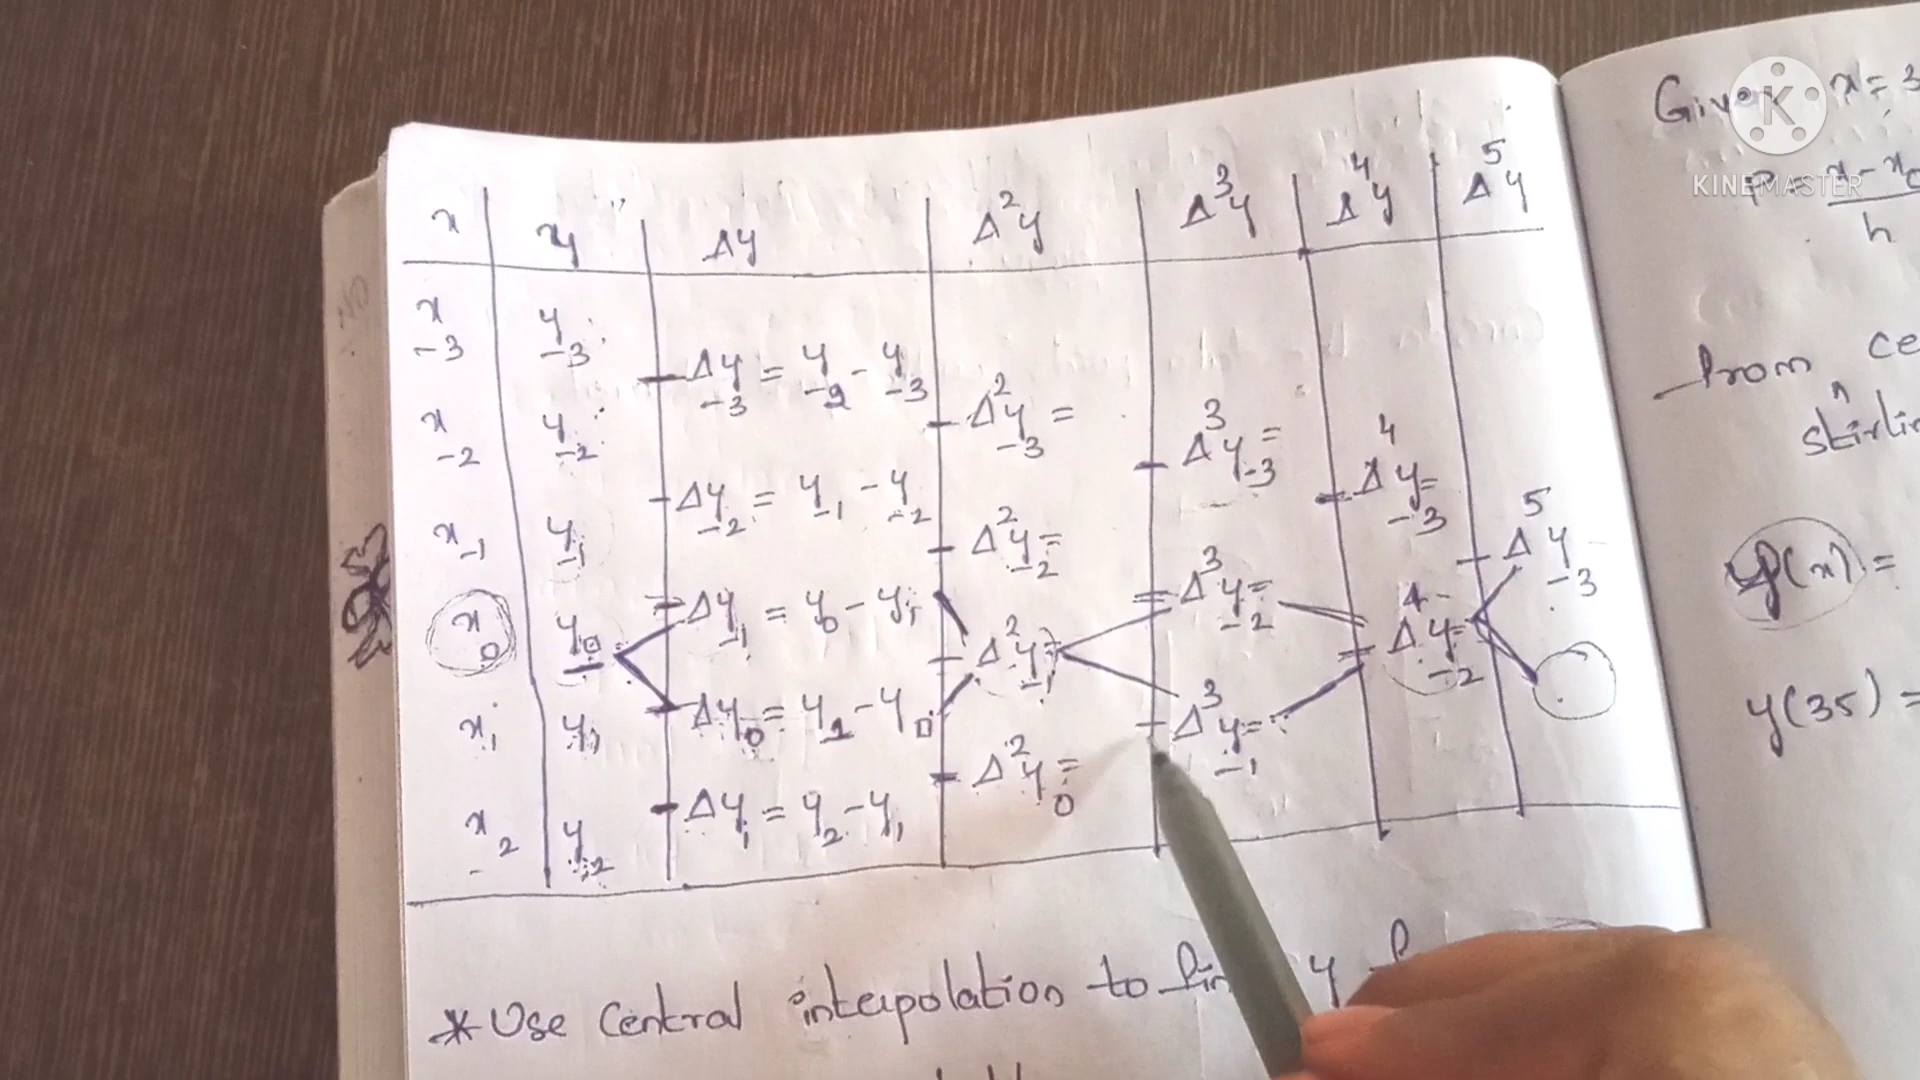 x y Δy Δ²y Δ³y Δ⁴y Δ⁵y
x₋₃ y₋₃
Δy₋₃ = y₋₂ - y₋₃
Δ²y₋₃ =
x₋₂ y₋₂
Δ³y₋₃ =
Δy₋₂ = y₋₁ - y₋₂
Δ⁴y₋₃ =
x₋₁ y₋₁
Δ²y₋₂ =
Δ⁵y₋₃
Δy₋₁ = y₀ - y₋₁
Δ³y₋₂ =
x₀ y₀
Δ²y₋₁ =
Δ⁴y₋₂ =
Δy₀ = y₁ - y₀
Δ³y₋₁ =
x₁ y₁
Δ²y₀ =
Δy₁ = y₂ - y₁
x₂ y₂
* Use Central interpolation to
Given x = 3
P = x - x₀
h
from ce
y(x) =
y(35) =
KINEMASTER